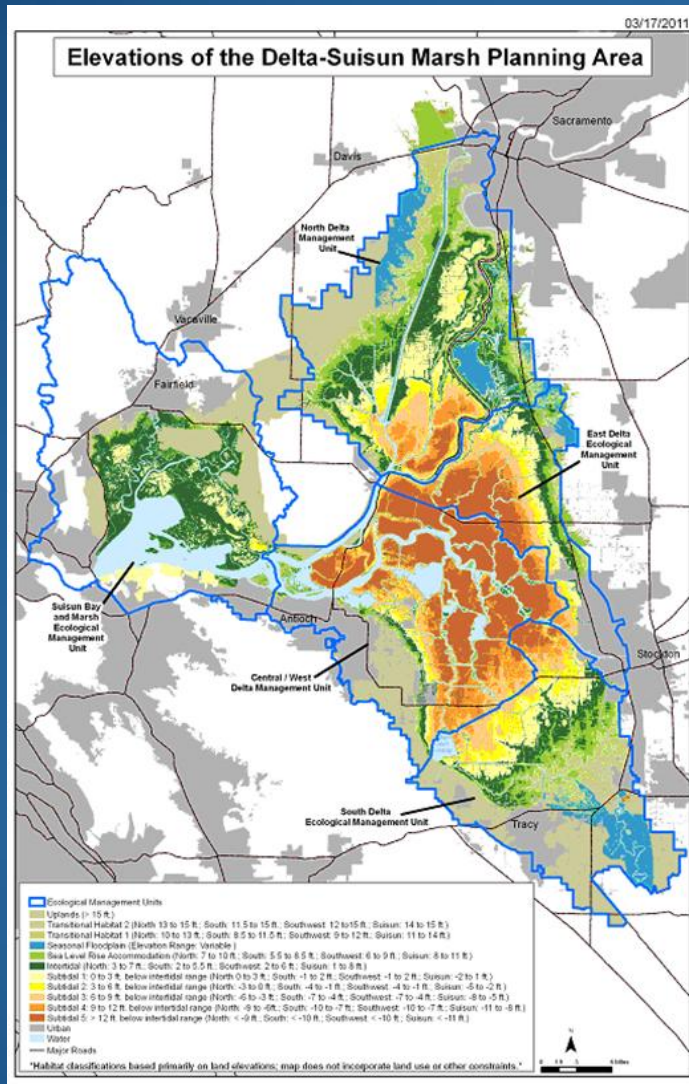 03/17/2011
Elevations of the Delta-Suisun Marsh Planning Area
Sacramento
Davis
North Delta
Management
Unit
Vacaville
Fairfield
East Delta
Ecological
Management
Unit
Suisun Bay
and Marsh
Ecological
Management
Unit
Antioch
Stockton
Central / West
Delta Management Unit
South Delta
Ecological Management Unit
Tracy
Ecological Management Units
Uplands (> 15 ft.)
Transitional Habitat 2 (North 13 to 15 ft.; South: 11.5 to 15 ft.; Southwest: 12 to 15 ft.; Suisun: 14 to 15 ft.)
Transitional Habitat 1 (North: 10 to 13 ft.; South: 8.5 to 11.5 ft.; Southwest: 9 to 12 ft.; Suisun: 11 to 14 ft.)
Seasonal Floodplain (Elevation Range: Variable )
Sea Level Rise Accommodation (North: 7 to 10 ft.; South: 5.5 to 8.5 ft.; Southwest: 6 to 9 ft.; Suisun: 8 to 11 ft.)
Intertidal (North: 3 to 7 ft.; South: 2 to 5.5 ft.; Southwest: 2 to 6 ft.; Suisun: 1 to 8 ft.)
Subtidal 1: 0 to 3 ft. below intertidal range (North 0 to 3 ft.; South: -1 to 2 ft.; Southwest: -1 to 2 ft.; Suisun: -2 to 1 ft.)
Subtidal 2: 3 to 6 ft. below intertidal range (North: -3 to 0 ft.; South: -4 to -1 ft.; Southwest: -4 to -1 ft.; Suisun: -5 to -2 ft.)
Subtidal 3: 6 to 9 ft. below intertidal range (North: -6 to -3 ft.; South: -7 to -4 ft.; Southwest: -7 to -4 ft.; Suisun: -8 to -5 ft.)
Subtidal 4: 9 to 12 ft. below intertidal range (North: -9 to -6ft.; South: -10 to -7 ft.; Southwest: -10 to -7 ft.; Suisun: -11 to -8 ft.)
Subtidal 5: > 12 ft. below intertidal range (North: < -9 ft.; South: < -10 ft.; Southwest: < -10 ft.; Suisun: < -11 ft.)
Urban
Water
Major Roads
*Habitat classifications based primarily on land elevations; map does not incorporate land use or other constraints.*
N